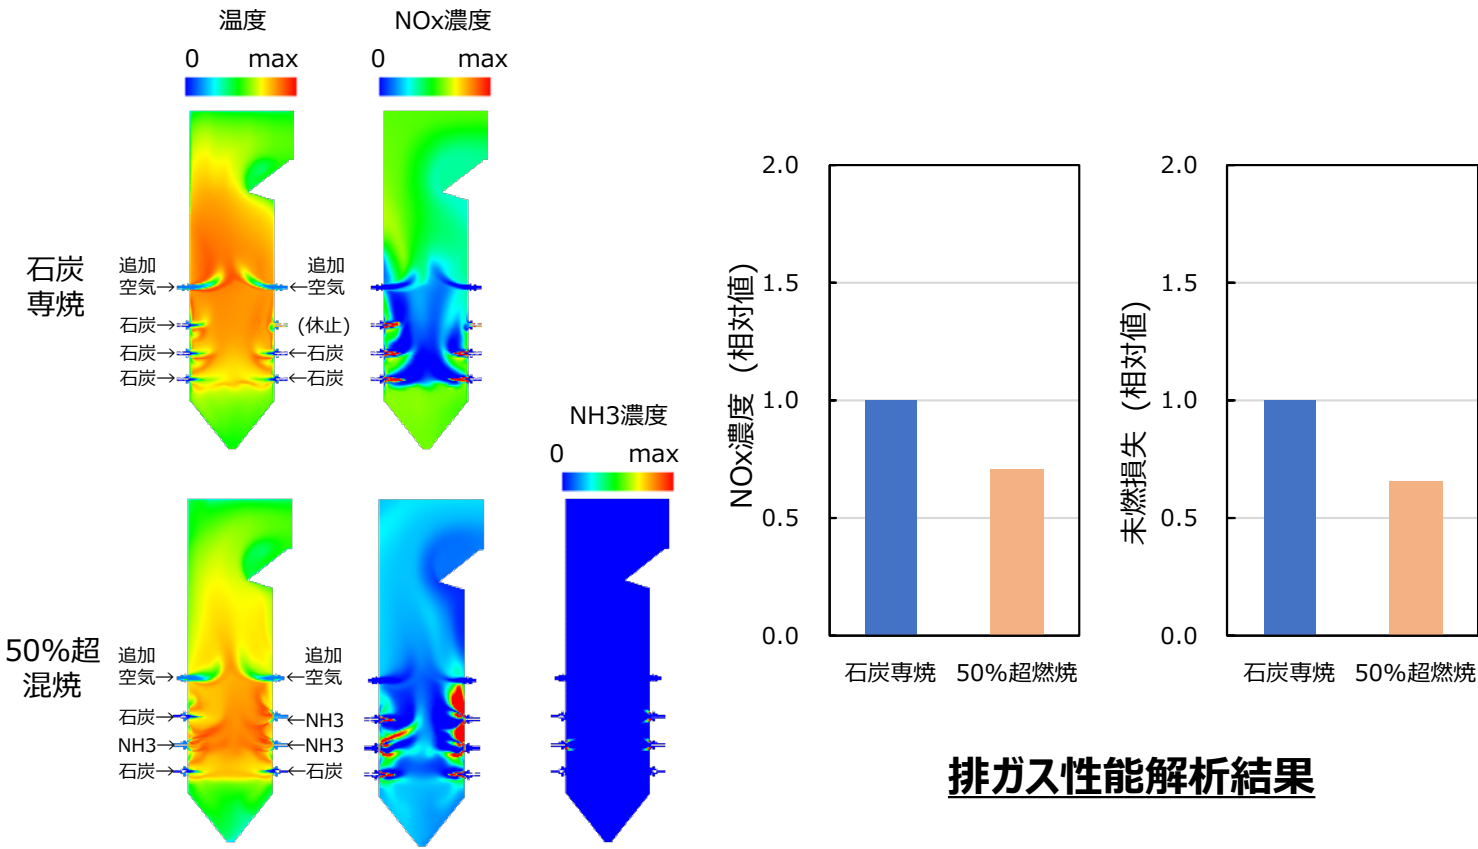 温度
NOx濃度
0 max
0 max
石炭
専焼
追加
空気→
追加
←空気
石炭→
(休止)
石炭→
←石炭
石炭→
←石炭
NH3濃度
0 max
50%超
混焼
追加
空気→
追加
←空気
石炭→
←NH3
NH3→
←NH3
石炭→
←石炭
NOx濃度 (相対値)
2.0
1.5
1.0
0.5
0.0
石炭専焼 50%超燃焼
未燃損失 (相対値)
2.0
1.5
1.0
0.5
0.0
石炭専焼 50%超燃焼
排ガス性能解析結果